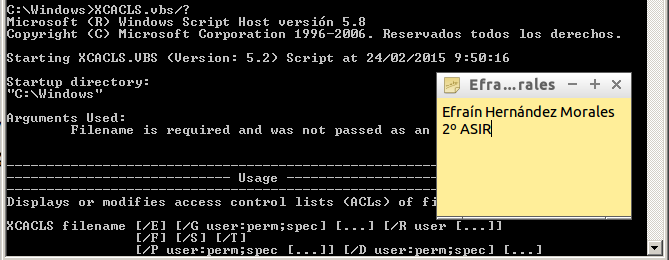 C:\Windows>XCACLS.vbs/?
Microsoft (R) Windows Script Host versión 5.8
Copyright (C) Microsoft Corporation 1996-2006. Reservados todos los derechos.
Starting XCACLS.VBS (Version: 5.2) Script at 24/02/2015 9:50:16
Startup directory:
"C:\Windows"
Arguments Used:
Filename is required and was not passed as an
Efra...rales
Efraín Hernández Morales
2º ASIR
Usage
Displays or modifies access control lists (ACLs) of fi
XCACLS filename [/E] [/G user:perm;spec] [...] [/R user [...]]
[/F] [/S] [/T]
[/P user:perm;spec [...]] [/D user:perm;spec] [...]